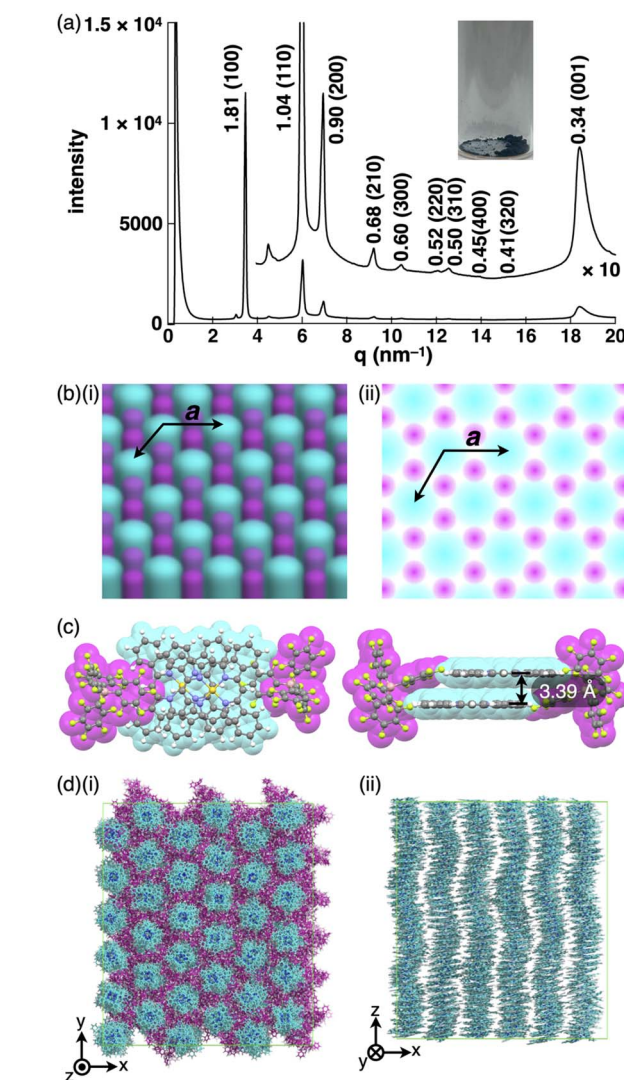 (a)
1.5 × 10⁴
1 × 10⁴
5000
0
intensity
1.81 (100)
1.04 (110)
0.90 (200)
0.68 (210)
0.60 (300)
0.52 (220)
0.50 (310)
0.45(400)
0.41(320)
0.34 (001)
× 10
0 2 4 6 8 10 12 14 16 18 20
q (nm⁻¹)
(b)(i)
a
(ii)
a
(c)
3.39 Å
(d)(i)
y
z
x
(ii)
z
y
x